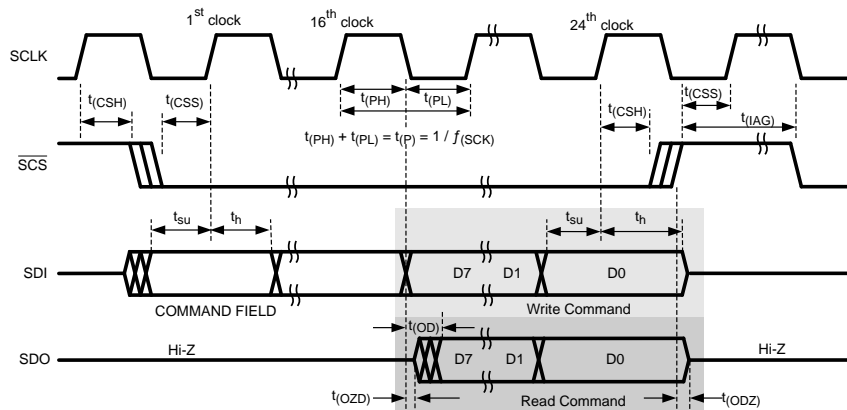 1st clock
16th clock
24th clock
SCLK
t(CSH)
t(CSS)
t(PH)
t(PL)
t(CSH)
t(CSS)
t(IAG)
t(PH) + t(PL) = t(P) = 1 / f(SCK)
SCS
tsu
th
tsu
th
SDI
D7
D1
D0
COMMAND FIELD
Write Command
t(OD)
SDO
Hi-Z
D7
D1
D0
Hi-Z
t(OZD)
Read Command
t(ODZ)